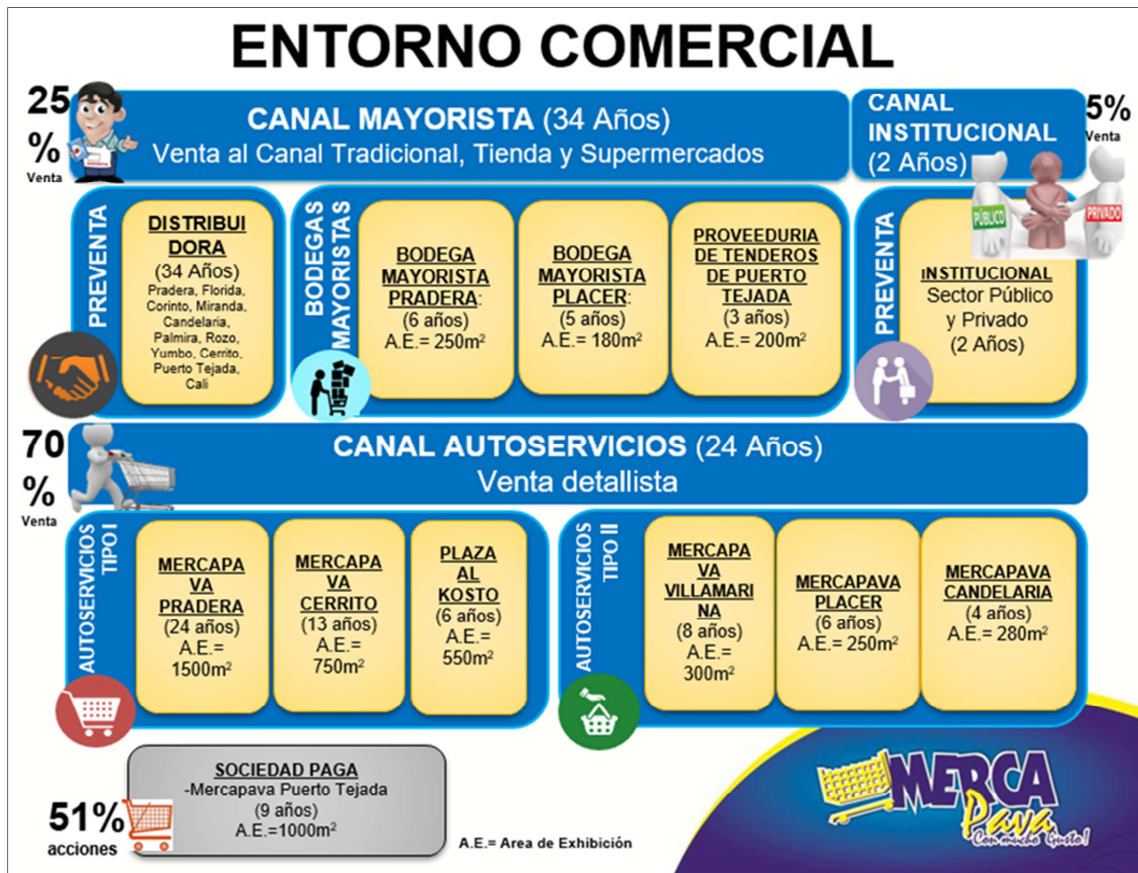 ENTORNO COMERCIAL
25
%
Venta
CANAL MAYORISTA (34 Años)
Venta al Canal Tradicional, Tienda y Supermercados
CANAL
INSTITUCIONAL
(2 Años)
5%
Venta
PÚBLICO
PRIVADO
PREVENTA
DISTRIBUI
DORA
(34 Años)
Pradera, Florida,
Corinto, Miranda,
Candelaria,
Palmira, Rozo,
Yumbo, Cerrito,
Puerto Tejada,
Cali
BODEGAS
MAYORISTAS
BODEGA
MAYORISTA
PRADERA:
(6 años)
A.E.= 250m²
BODEGA
MAYORISTA
PLACER:
(5 años)
A.E.= 180m²
PROVEEDURIA
DE TENDEROS
DE PUERTO
TEJADA
(3 años)
A.E.= 200m²
PREVENTA
INSTITUCIONAL
Sector Público
y Privado
(2 Años)
70
%
Venta
CANAL AUTOSERVICIOS (24 Años)
Venta detallista
AUTOSERVICIOS
TIPO I
MERCAPA
VA
PRADERA
(24 años)
A.E.=
1500m²
MERCAPA
VA
CERRITO
(13 años)
A.E.=
750m²
PLAZA
AL
KOSTO
(6 años)
A.E.=
550m²
AUTOSERVICIOS
TIPO II
MERCAPA
VA
VILLAMARI
NA
(8 años)
A.E.=
300m²
MERCAPAVA
PLACER
(6 años)
A.E.= 250m²
MERCAPAVA
CANDELARIA
(4 años)
A.E.= 280m²
51%
acciones
SOCIEDAD PAGA
-Mercapava Puerto Tejada
(9 años)
A.E.=1000m²
A.E.= Area de Exhibición
MERCA
Pava
Con mucho Gusto!